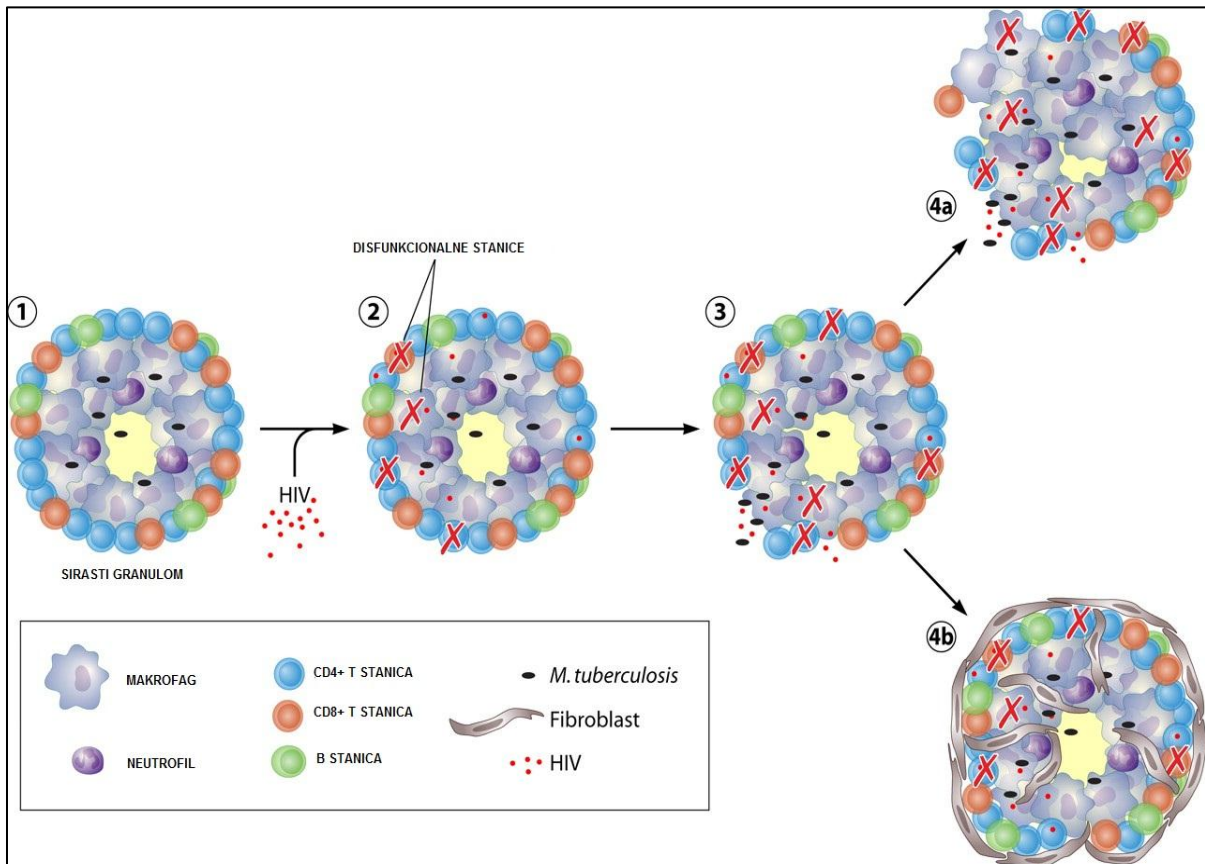 4a
DISFUNKCIONALNE STANICE
1
2
3
HIV
SIRASTI GRANULOM
4b
MAKROFAG
CD4+ T STANICA
M. tuberculosis
CD8+ T STANICA
Fibroblast
NEUTROFIL
B STANICA
HIV